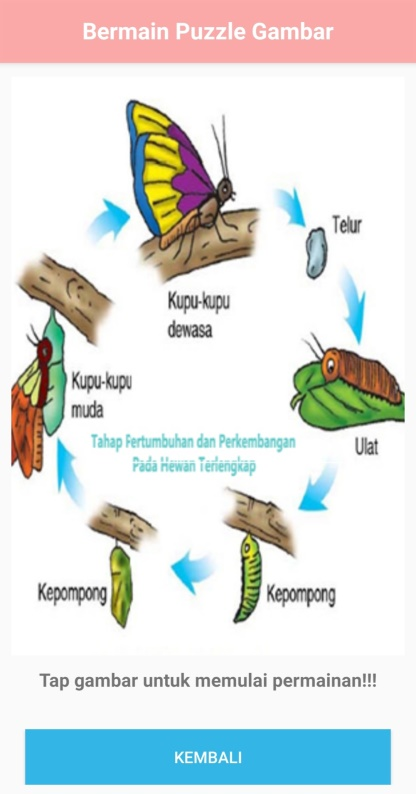 Bermain Puzzle Gambar
Telur
Kupu-kupu
dewasa
Kupu-kupu
muda
Tahap Fertumbuhan dan Perkembangan
Pada Hewan Terlengkap
Ulat
Kepompong
Kepompong
Tap gambar untuk memulai permainan!!!
KEMBALI